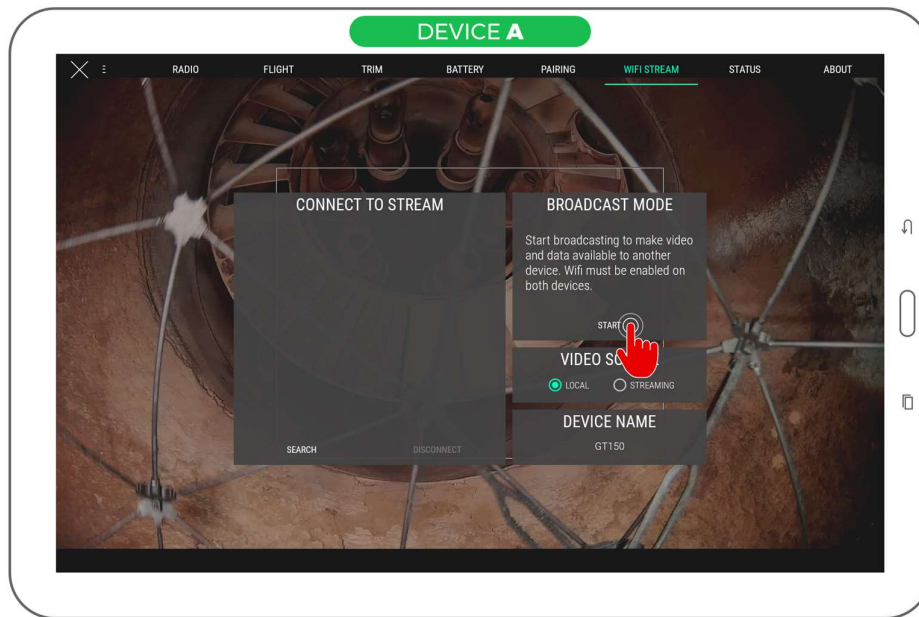 DEVICE A
RADIO FLIGHT TRIM BATTERY PAIRING WIFI STREAM STATUS ABOUT
CONNECT TO STREAM
SEARCH DISCONNECT
BROADCAST MODE
Start broadcasting to make video
and data available to another
device. Wifi must be enabled on
both devices.
START
VIDEO
LOCAL STREAMING
DEVICE NAME
GT150